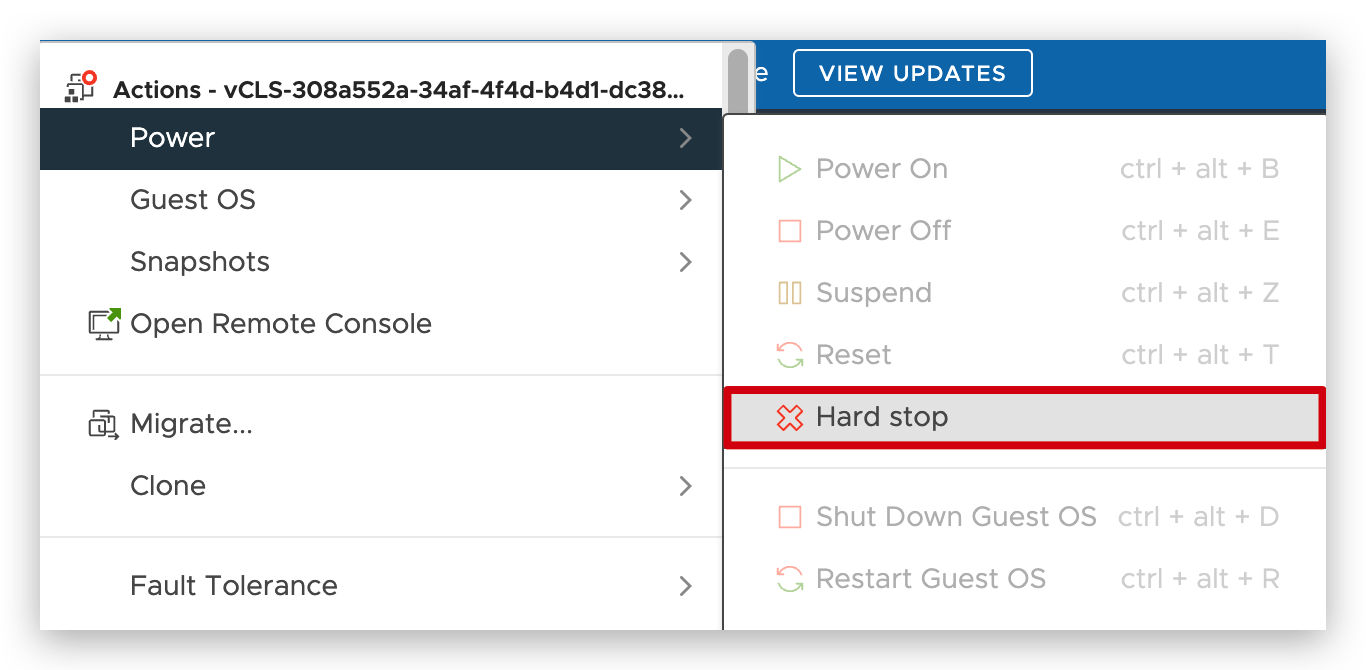 Actions - vCLS-308a552a-34af-4f4d-b4d1-dc38...
e
VIEW UPDATES
Power
Guest OS
Snapshots
Open Remote Console
Migrate...
Clone
Fault Tolerance
Power On ctrl + alt + B
Power Off ctrl + alt + E
Suspend ctrl + alt + Z
Reset ctrl + alt + T
Hard stop
Shut Down Guest OS ctrl + alt + D
Restart Guest OS ctrl + alt + R